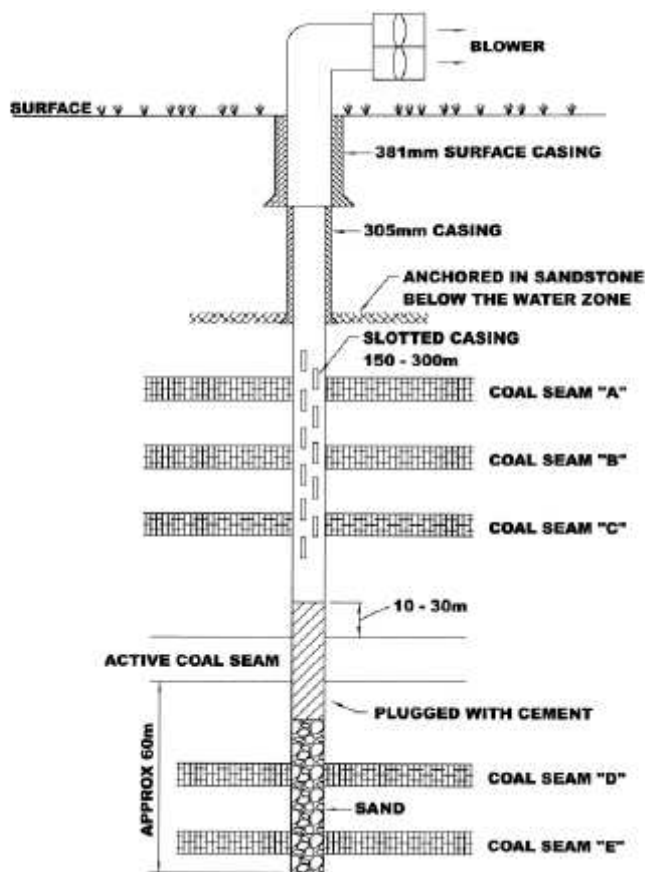 BLOWER
SURFACE
381mm SURFACE CASING
305mm CASING
ANCHORED IN SANDSTONE
BELOW THE WATER ZONE
SLOTTED CASING
150 - 300m
COAL SEAM "A"
COAL SEAM "B"
COAL SEAM "C"
10 - 30m
ACTIVE COAL SEAM
PLUGGED WITH CEMENT
APPROX 60m
COAL SEAM "D"
SAND
COAL SEAM "E"